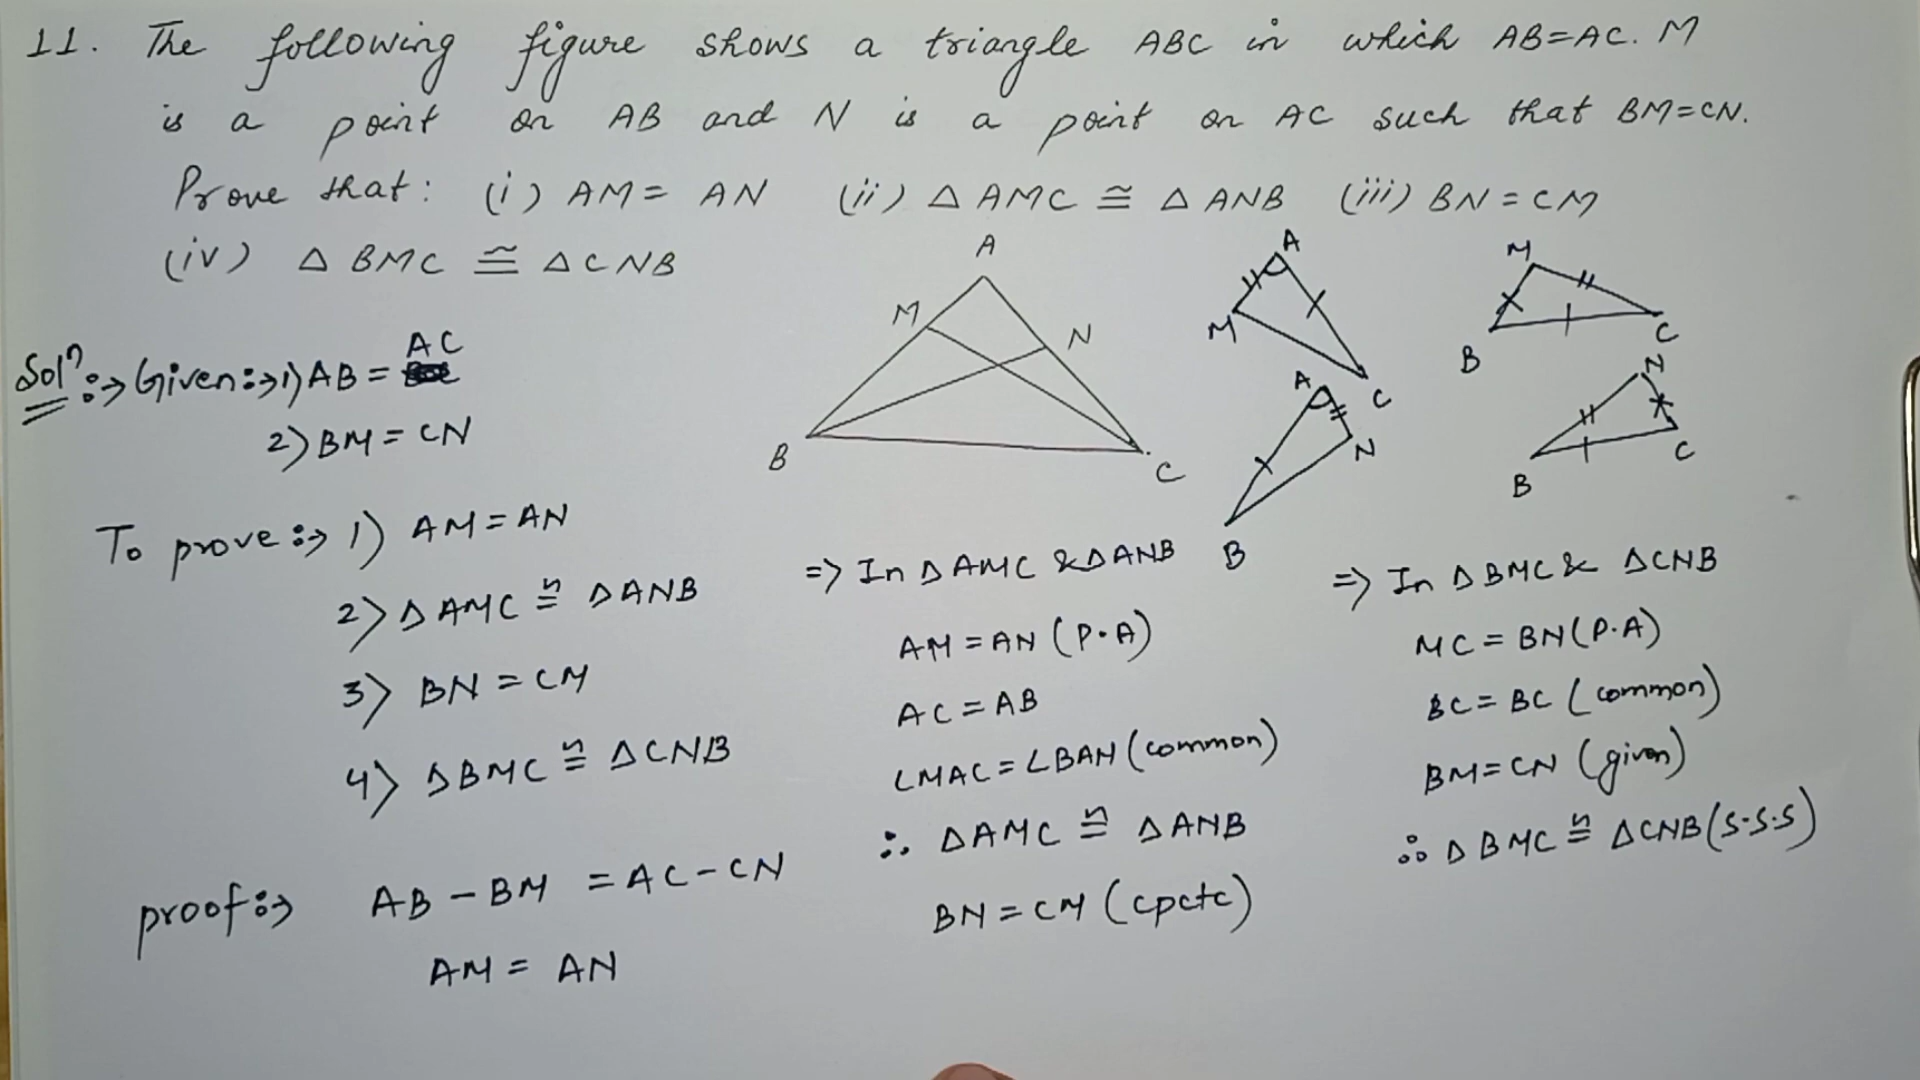 11. The following figure shows a triangle ABC in which AB=AC. M
is a point on AB and N is a point on AC such that BM=CN.
Prove that: (i) AM= AN (ii) △ AMC ≅ △ ANB (iii) BN = CM
(iv) △ BMC ≅ △ CNB
A
M
N
B
C
A
M
C
A
N
B
M
B
C
N
B
C
Solⁿ :→ Given :→ 1) AB = AC
2) BM = CN
To prove :→ 1) AM = AN
2) △ AMC ≅ △ ANB
3) BN = CM
4) △ BMC ≅ △ CNB
proof :→ AB - BM = AC - CN
AM = AN
=> In △ AMC & △ ANB
AM = AN (P.A)
AC = AB
∠MAC = ∠BAN (common)
∴ △AMC ≅ △ANB
BN = CM (cpctc)
=> In △ BMC & △CNB
MC = BN (P.A)
BC = BC (common)
BM = CN (given)
∴ △ BMC ≅ △CNB (S.S.S)